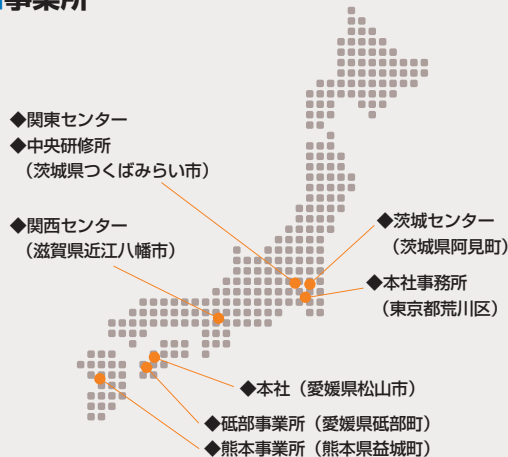 事業所
◆関東センター
◆中央研修所
（茨城県つくばみらい市）
◆関西センター
（滋賀県近江八幡市）
◆茨城センター
（茨城県阿見町）
◆本社事務所
（東京都荒川区）
◆本社（愛媛県松山市）
◆砥部事業所（愛媛県砥部町）
◆熊本事業所（熊本県益城町）